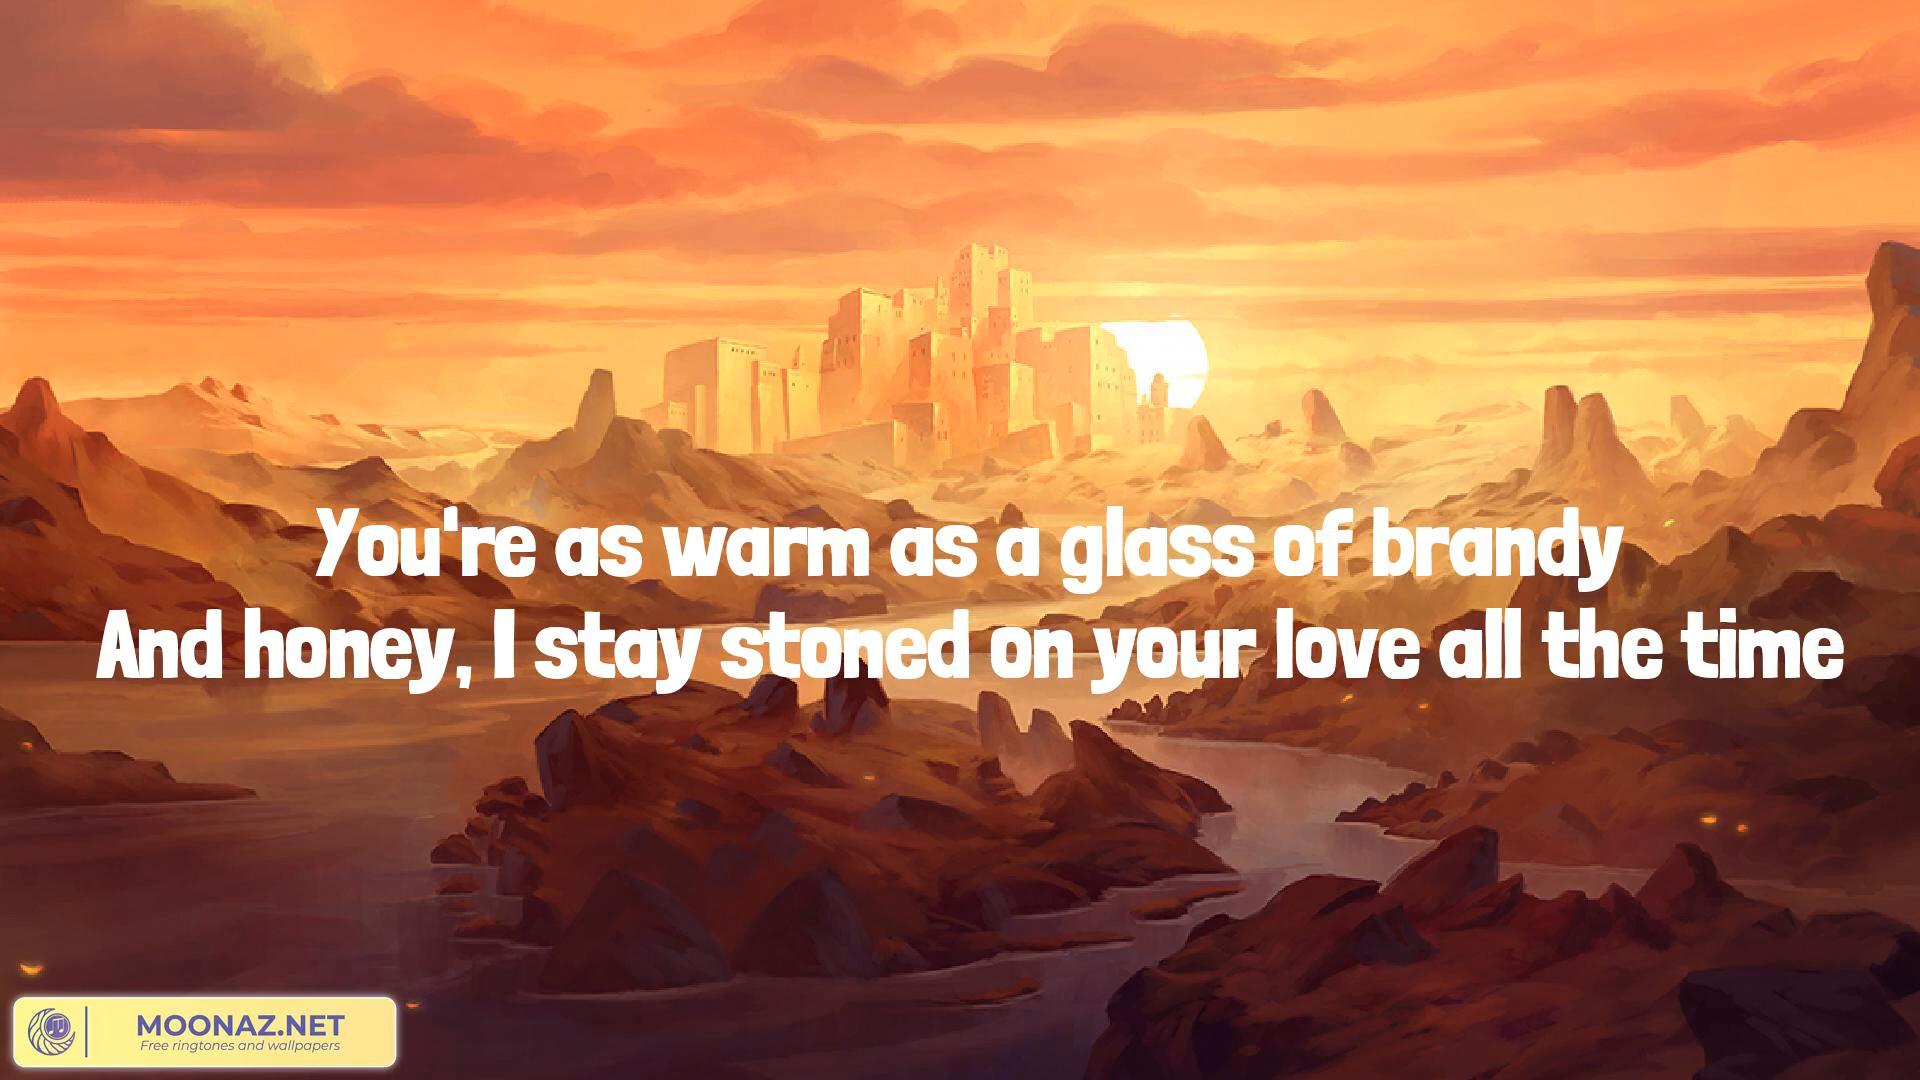 You're as warm as a glass of brandy
And honey, I stay stoned on your love all the time
MOONAZ.NET
Free ringtones and wallpapers